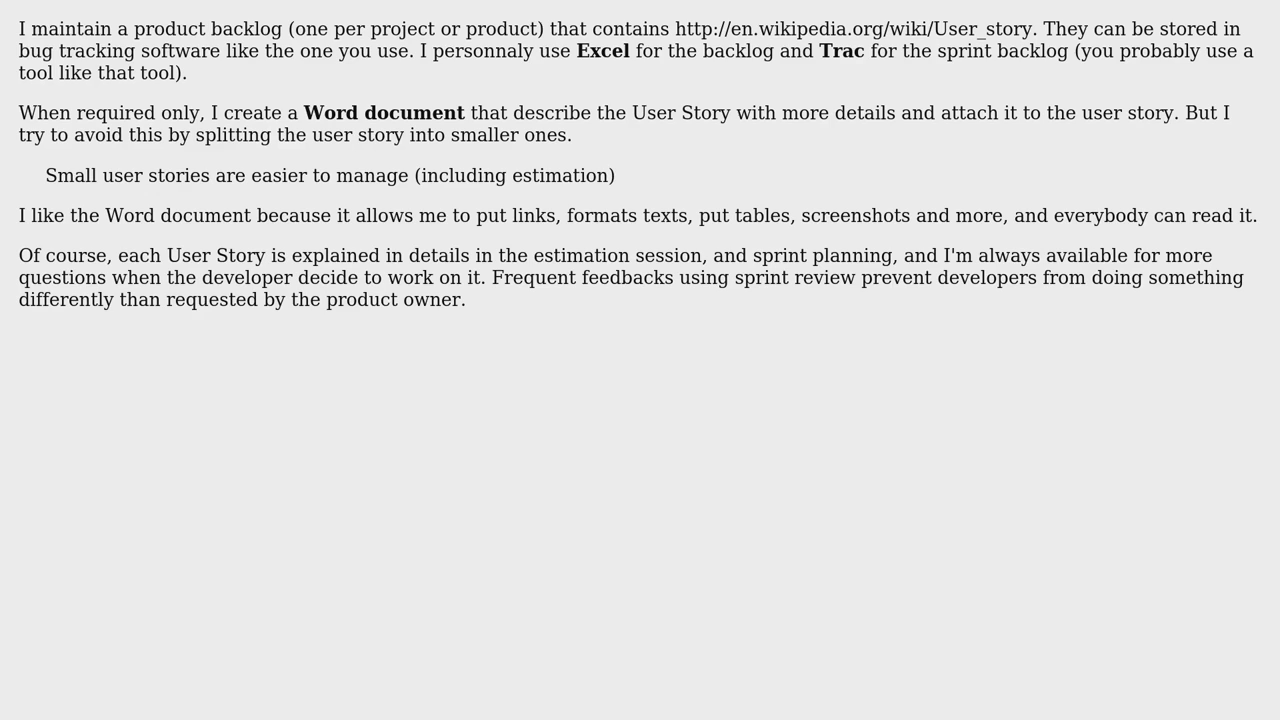 I maintain a product backlog (one per project or product) that contains http://en.wikipedia.org/wiki/User_story. They can be stored in
bug tracking software like the one you use. I personnaly use Excel for the backlog and Trac for the sprint backlog (you probably use a
tool like that tool).
When required only, I create a Word document that describe the User Story with more details and attach it to the user story. But I
try to avoid this by splitting the user story into smaller ones.
Small user stories are easier to manage (including estimation)
I like the Word document because it allows me to put links, formats texts, put tables, screenshots and more, and everybody can read it.
Of course, each User Story is explained in details in the estimation session, and sprint planning, and I'm always available for more
questions when the developer decide to work on it. Frequent feedbacks using sprint review prevent developers from doing something
differently than requested by the product owner.